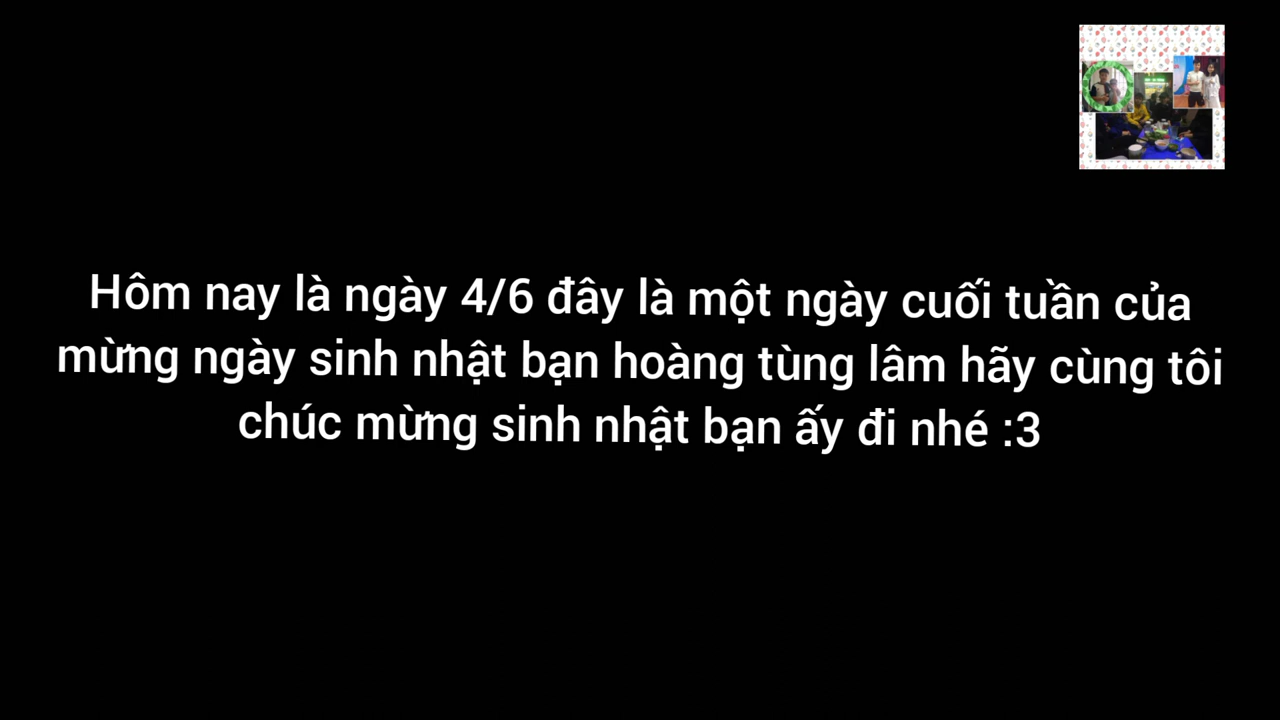 Hôm nay là ngày 4/6 đây là một ngày cuối tuần của
mừng ngày sinh nhật bạn hoàng tùng lâm hãy cùng tôi
chúc mừng sinh nhật bạn ấy đi nhé :3